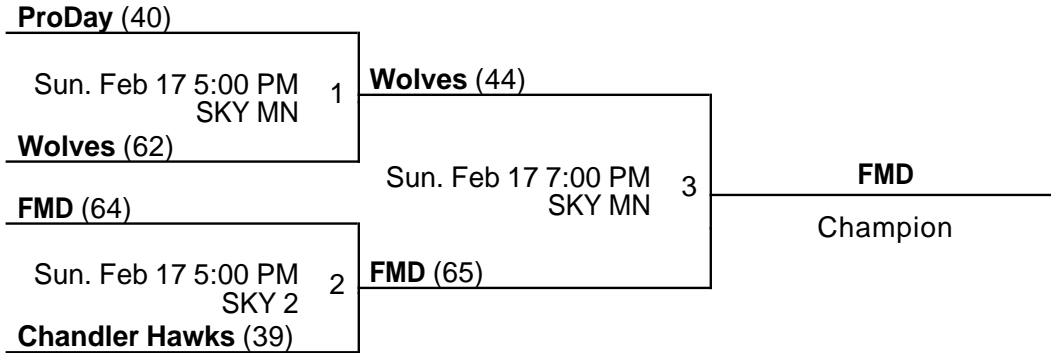 ProDay (40)
Sun. Feb 17 5:00 PM
SKY MN
1
Wolves (62)
Wolves (44)
FMD (64)
Sun. Feb 17 5:00 PM
SKY 2
2
Chandler Hawks (39)
FMD (65)
Sun. Feb 17 7:00 PM
SKY MN
3
FMD
Champion